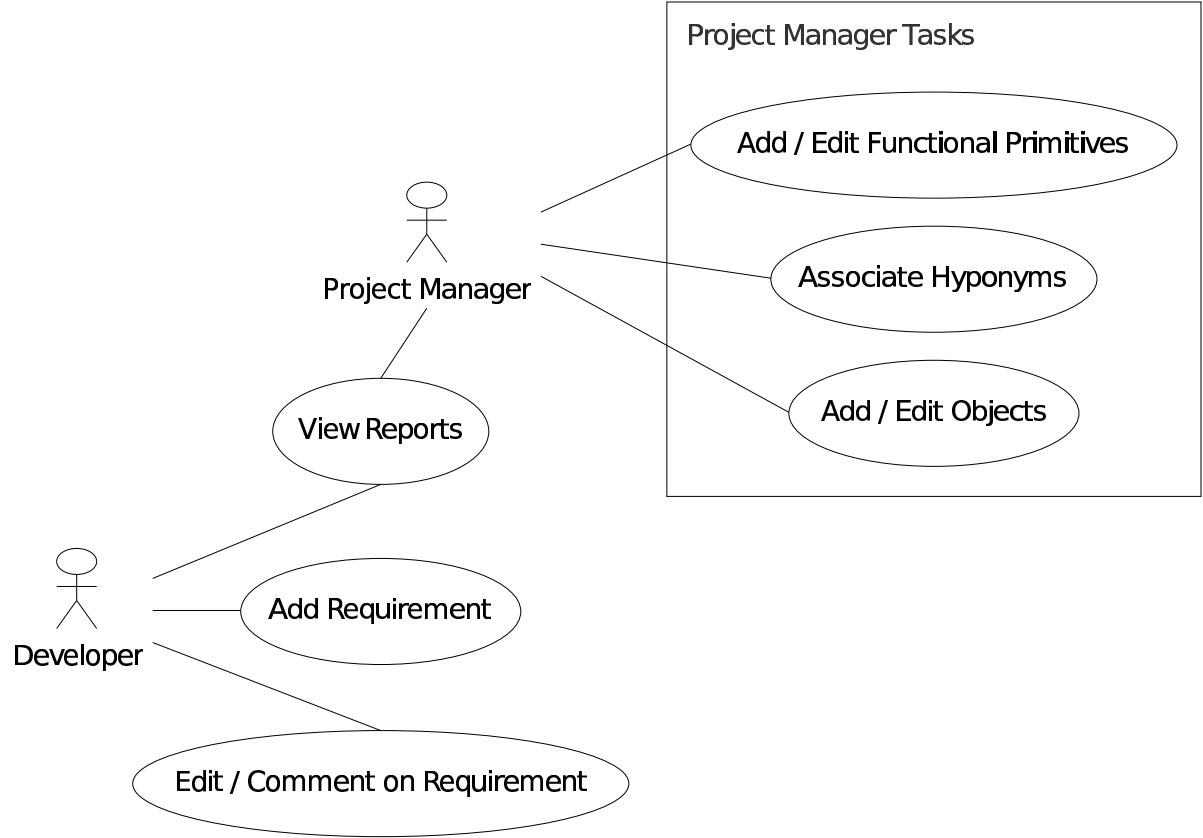 Project Manager Tasks
Add / Edit Functional Primitives
Project Manager
Associate Hyponyms
Add / Edit Objects
View Reports
Add Requirement
Developer
Edit / Comment on Requirement